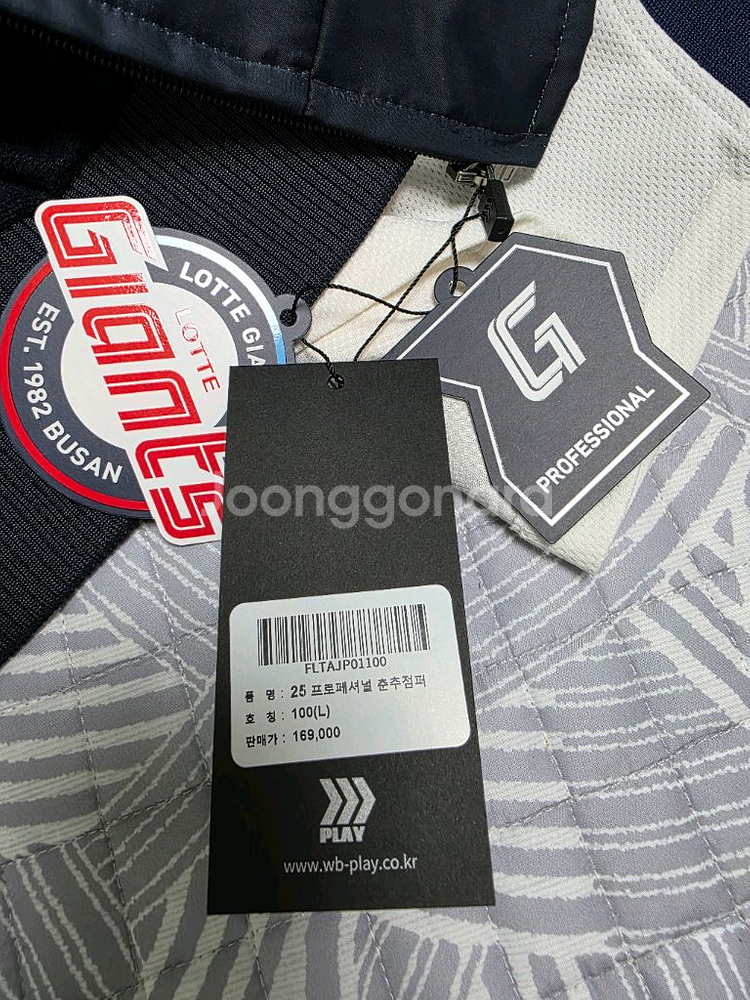 Giants
LOTTE
LOTTE GIA
EST. 1982 BUSAN
G
PROFESSIONAL
Joonggonara
FLTAJP01100
품 명 : 25 프로페셔널 춘추점퍼
호 칭 : 100(L)
판매가 : 169,000
PLAY
www.wb-play.co.kr